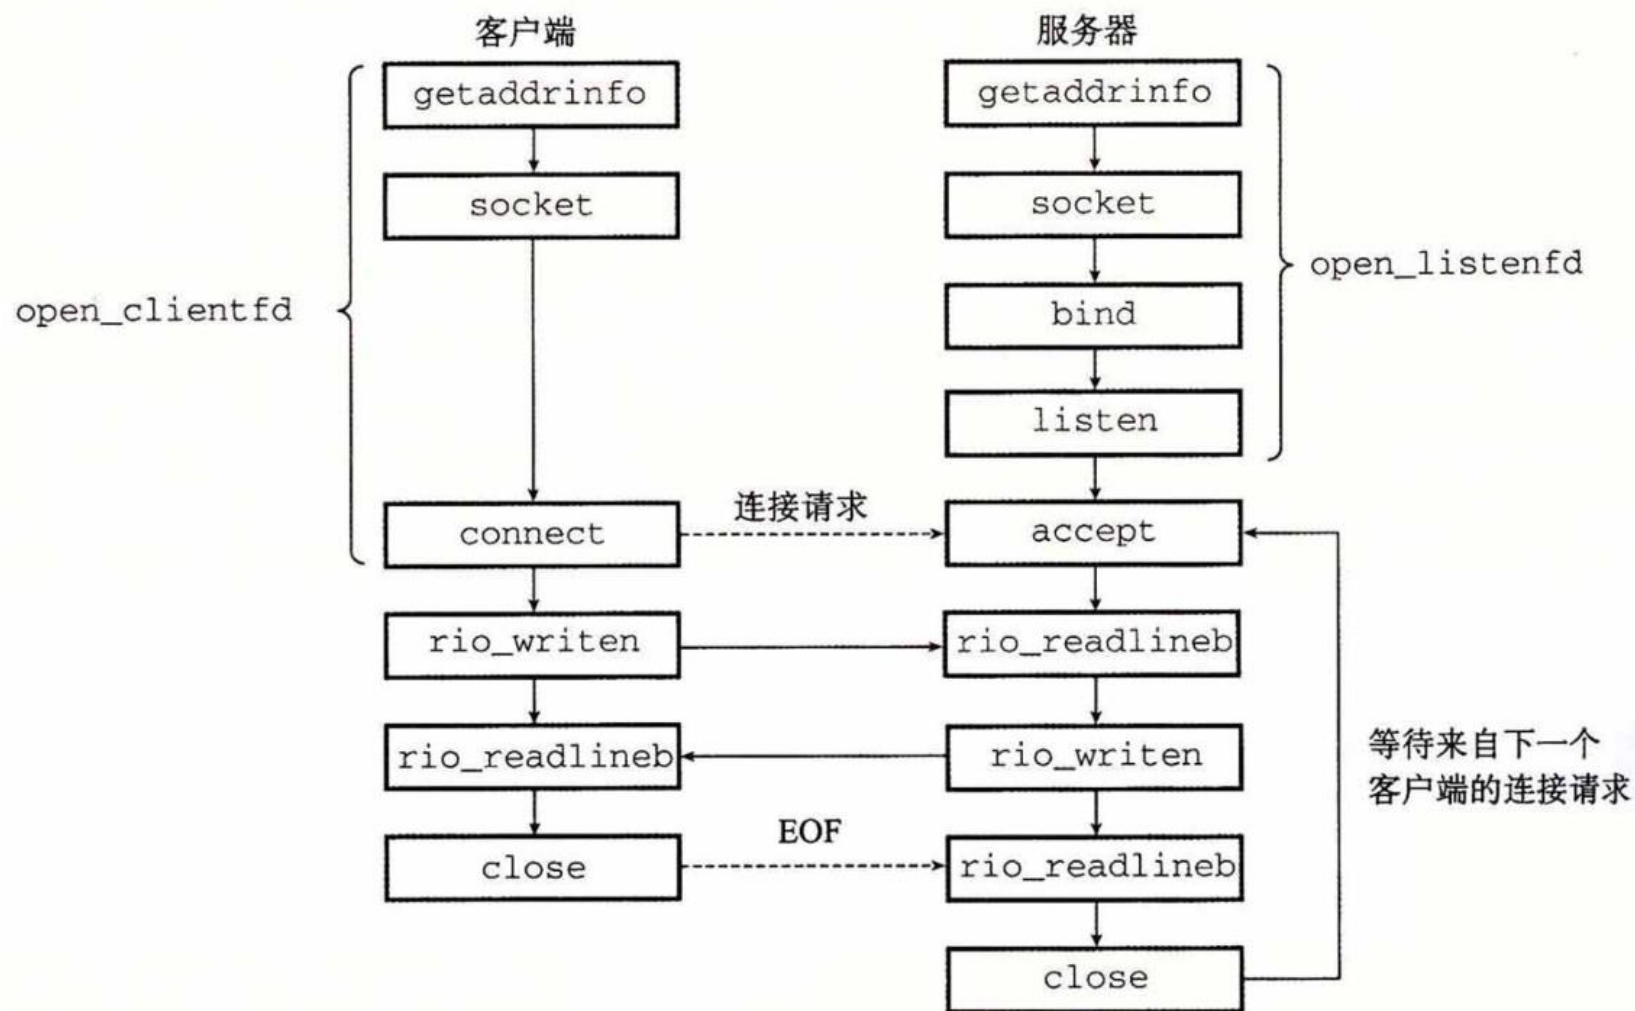 客户端
服务器
getaddrinfo
getaddrinfo
socket
socket
open_clientfd
open_listenfd
bind
listen
connect
连接请求
accept
rio_writen
rio_readlineb
rio_readlineb
rio_writen
等待来自下一个
客户端的连接请求
close
EOF
rio_readlineb
close